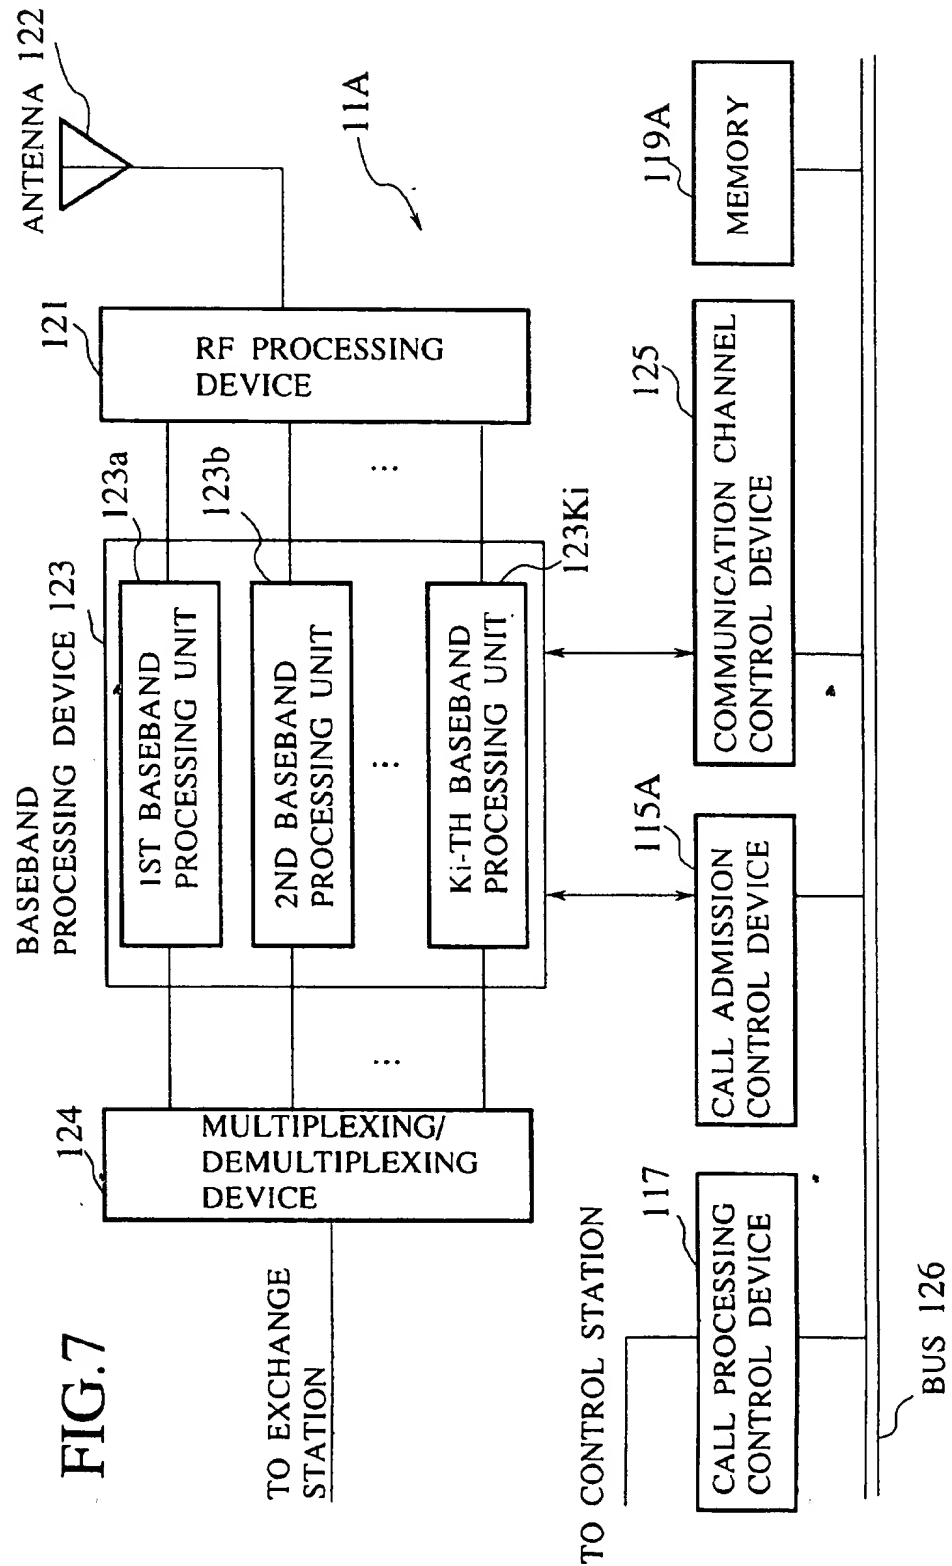 FIG.7
BASEBAND
PROCESSING DEVICE 123
ANTENNA 122
124
123a
121
MULTIPLEXING/
DEMULTIPLEXING
DEVICE
1ST BASEBAND
PROCESSING UNIT
RF PROCESSING
DEVICE
TO EXCHANGE
STATION
123b
2ND BASEBAND
PROCESSING UNIT
11A
...
...
...
Ki-TH BASEBAND
PROCESSING UNIT
123Ki
TO CONTROL STATION
117
115A
125
119A
CALL PROCESSING
CONTROL DEVICE
CALL ADMISSION
CONTROL DEVICE
COMMUNICATION CHANNEL
CONTROL DEVICE
MEMORY
BUS 126